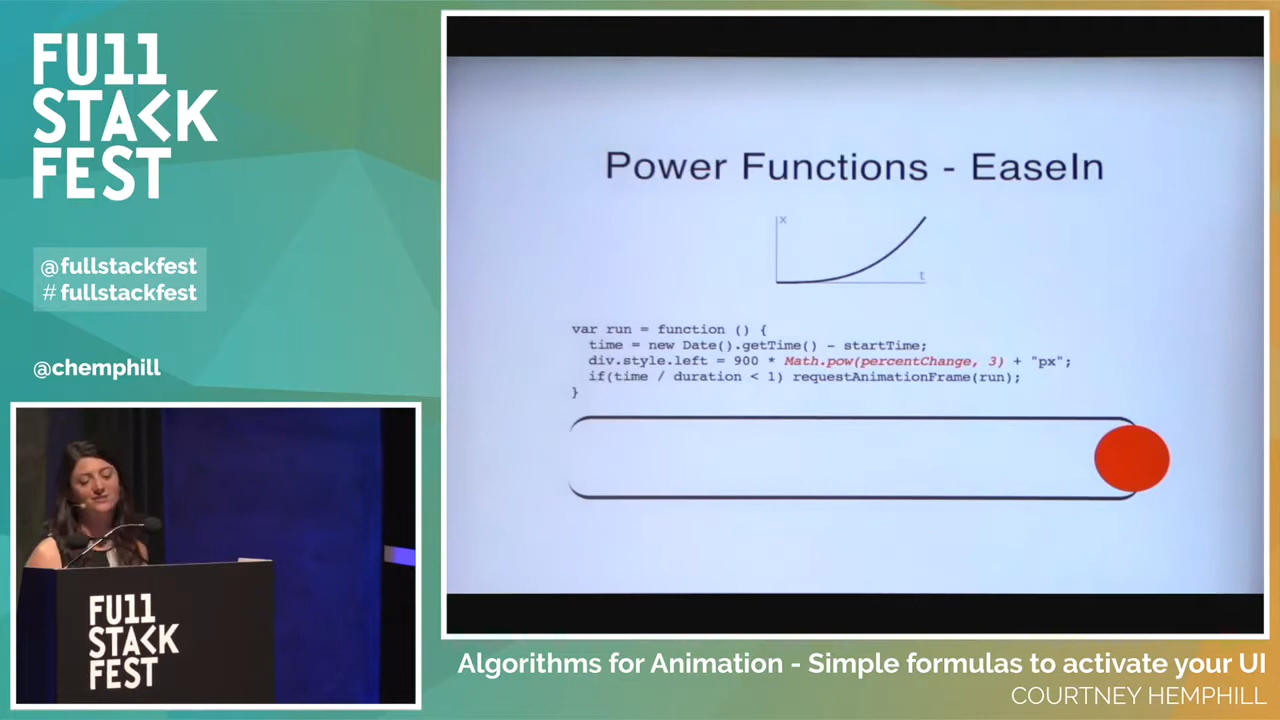 FU11
STACK
FEST
@fullstackfest
# fullstackfest
@chemphill
FU11
STACK
FEST
Power Functions - EaseIn
x
t
var run = function () {
time = new Date().getTime() - startTime;
div.style.left = 900 * Math.pow(percentChange, 3) + "px";
if(time / duration < 1) requestAnimationFrame(run);
}
Algorithms for Animation - Simple formulas to activate your UI
COURTNEY HEMPHILL